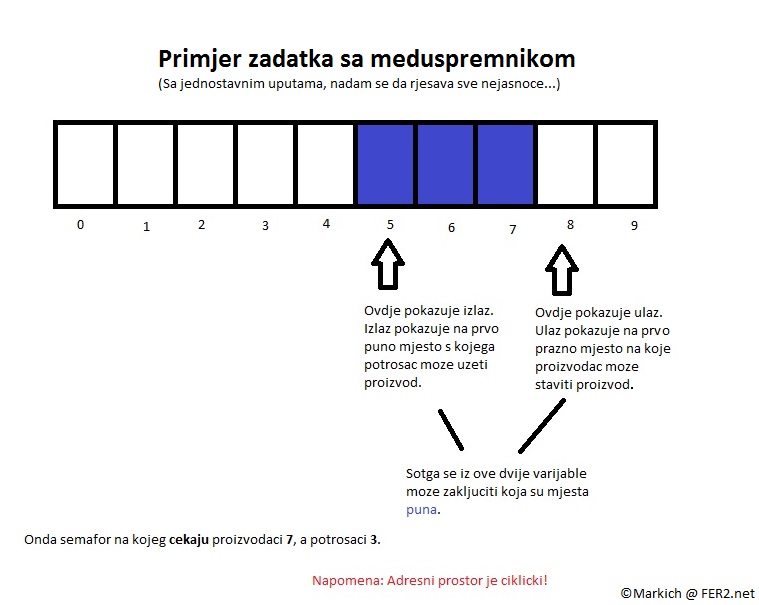 Primjer zadatka sa meduspremnikom
(Sa jednostavnim uputama, nadam se da rjesava sve nejasnoce...)
0 1 2 3 4 5 6 7 8 9
Ovdje pokazuje izlaz.
Izlaz pokazuje na prvo
puno mjesto s kojega
potrosac moze uzeti
proizvod.
Ovdje pokazuje ulaz.
Ulaz pokazuje na prvo
prazno mjesto na koje
proizvodac moze
staviti proizvod.
Sotga se iz ove dvije varijable
moze zakljuciti koja su mjesta
puna.
Onda semafor na kojeg cekaju proizvodaci 7, a potrosaci 3.
Napomena: Adresni prostor je ciklicki!
©Markich @ FER2.net